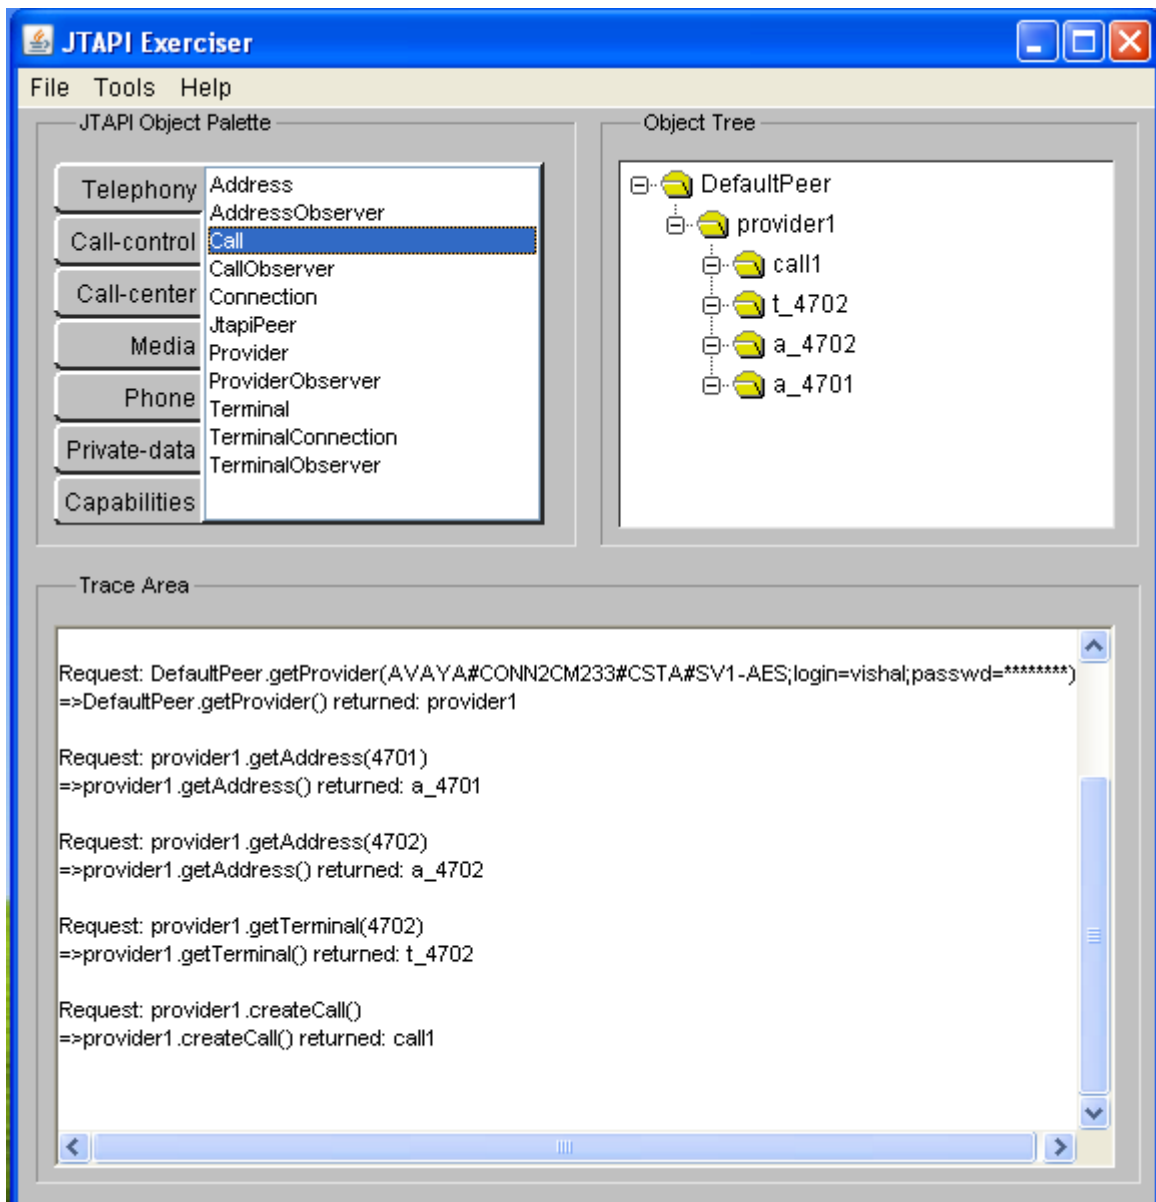 JTAPI Exerciser
File Tools Help
JTAPI Object Palette
Telephony
Call-control
Call-center
Media
Phone
Private-data
Capabilities
Address
AddressObserver
Call
CallObserver
Connection
JtapiPeer
Provider
ProviderObserver
Terminal
TerminalConnection
TerminalObserver
Object Tree
DefaultPeer
provider1
call1
t_4702
a_4702
a_4701
Trace Area
Request: DefaultPeer.getProvider(AVAYA#CONN2CM233#CSTA#SV1-AES;login=vishal;passwd=********)
=>DefaultPeer.getProvider() returned: provider1
Request: provider1.getAddress(4701)
=>provider1.getAddress() returned: a_4701
Request: provider1.getAddress(4702)
=>provider1.getAddress() returned: a_4702
Request: provider1.getTerminal(4702)
=>provider1.getTerminal() returned: t_4702
Request: provider1.createCall()
=>provider1.createCall() returned: call1